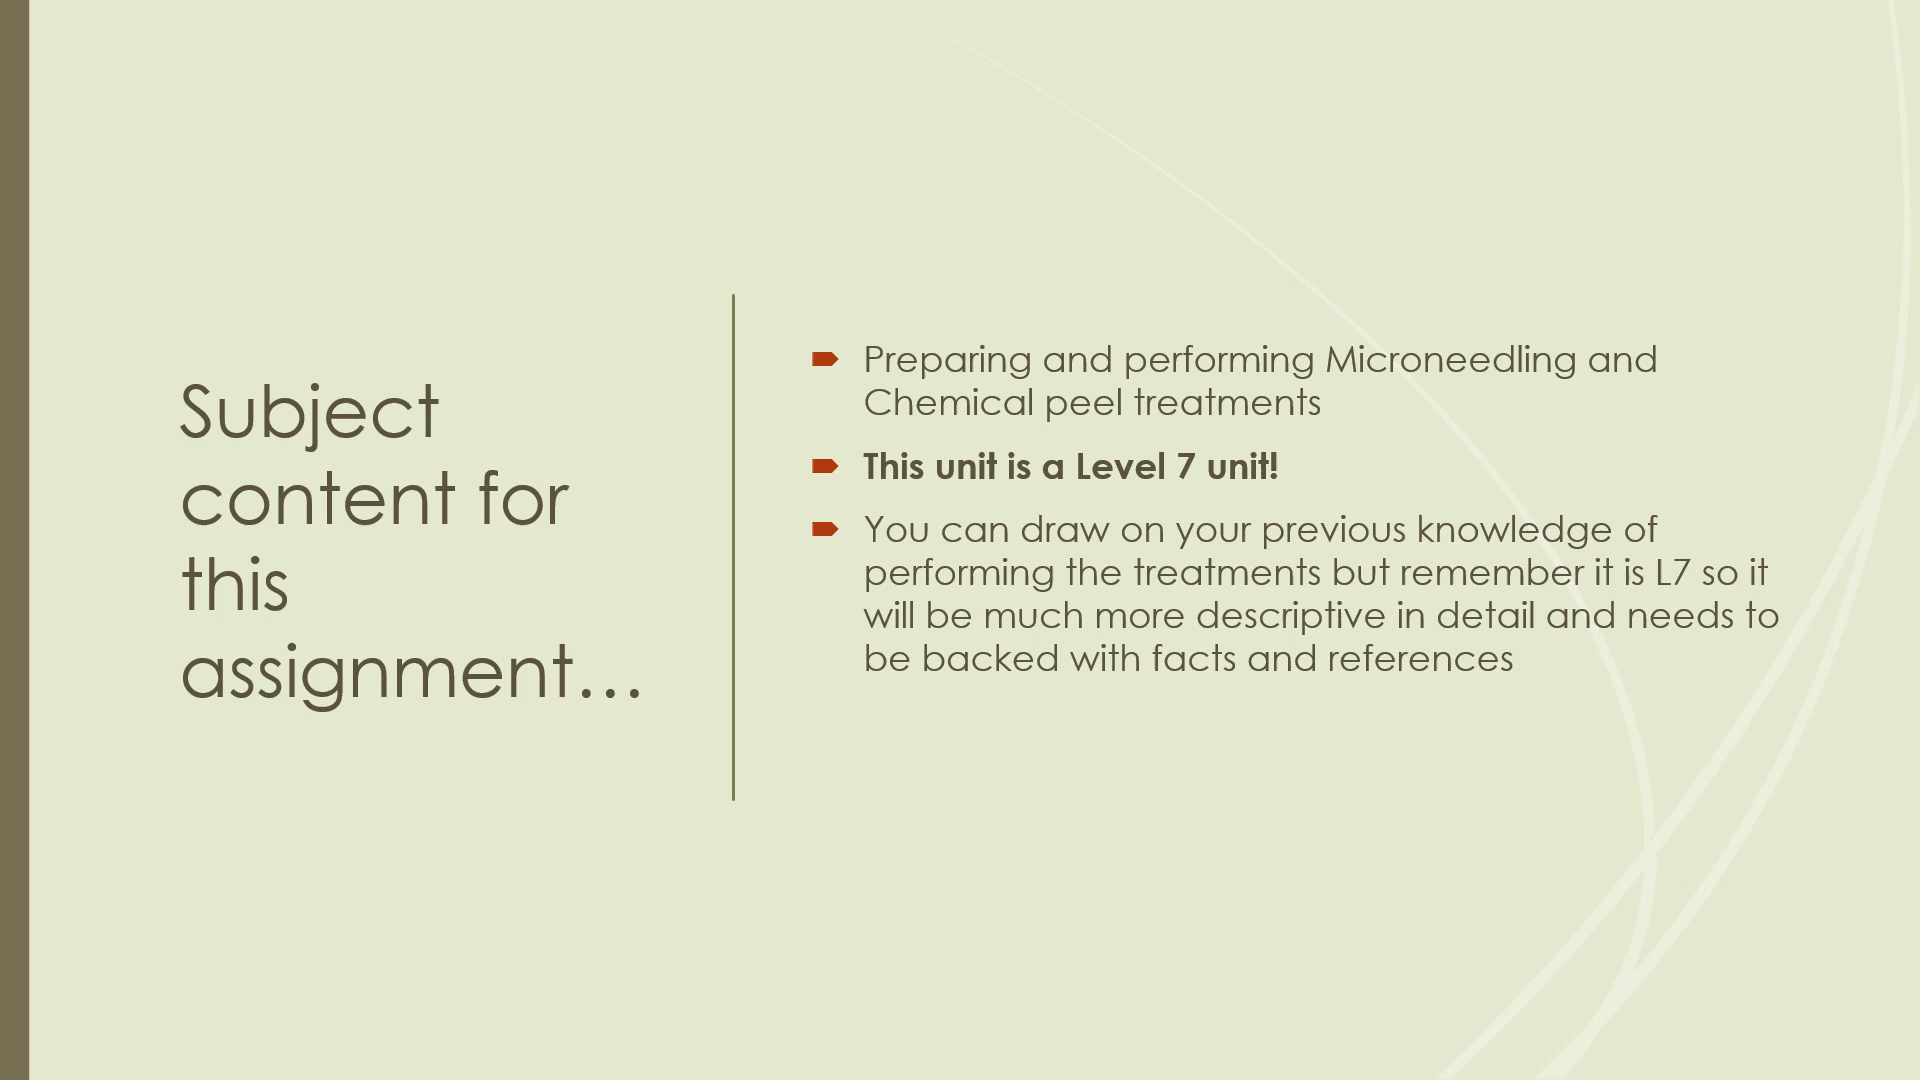 Subject
content for
this
assignment…
Preparing and performing Microneedling and
Chemical peel treatments
This unit is a Level 7 unit!
You can draw on your previous knowledge of
performing the treatments but remember it is L7 so it
will be much more descriptive in detail and needs to
be backed with facts and references